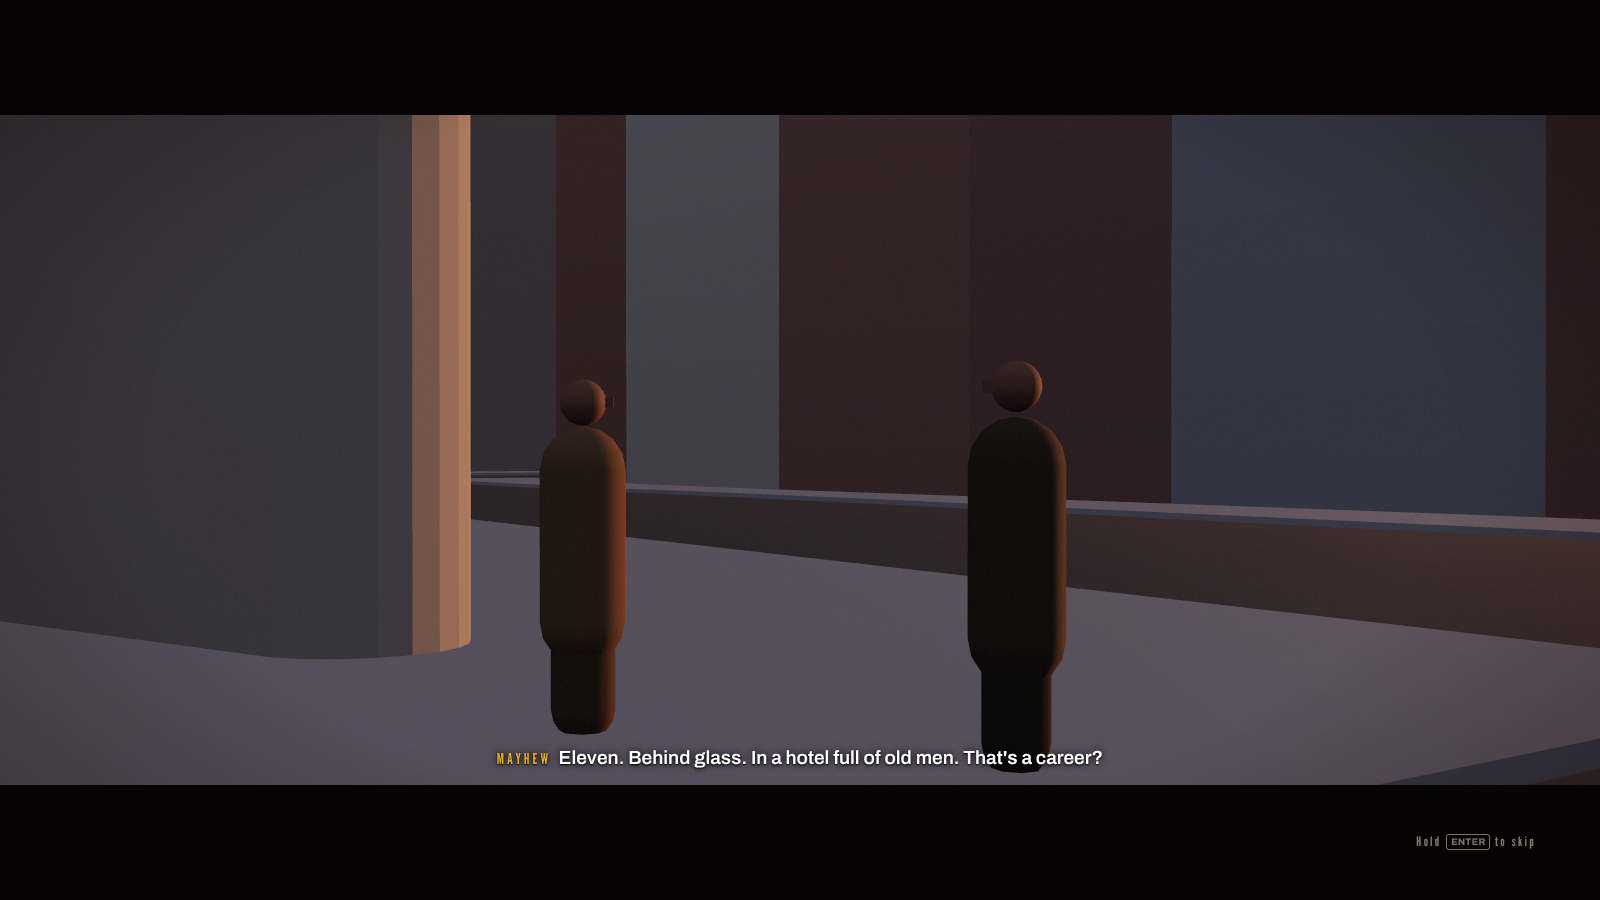 MAYHEW Eleven. Behind glass. In a hotel full of old men. That's a career?
Hold ENTER to skip